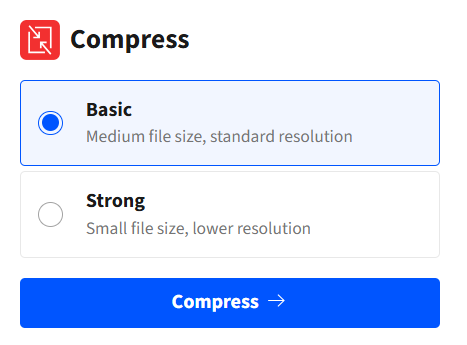 Compress
Basic
Medium file size, standard resolution
Strong
Small file size, lower resolution
Compress →